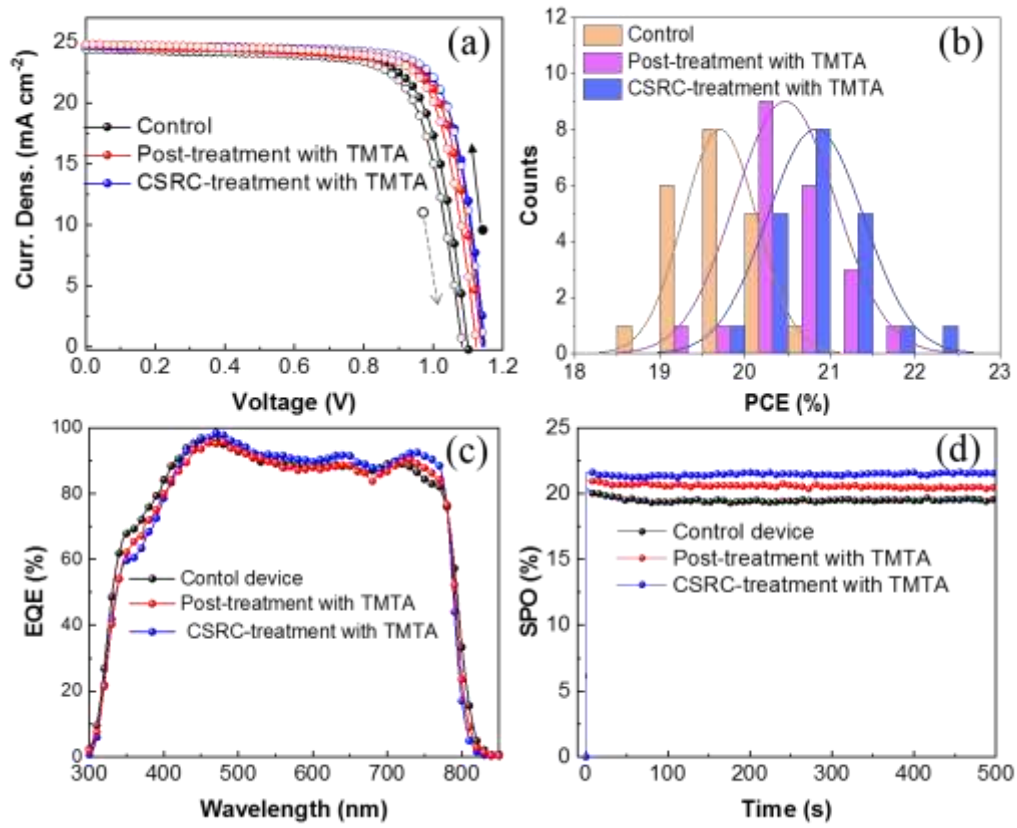 (a)
25
20
15
10
5
0
Control
Post-treatment with TMTA
CSRC-treatment with TMTA
0.0 0.2 0.4 0.6 0.8 1.0 1.2
Voltage (V)
Curr. Dens. (mA cm-2)
(b)
12
10
8
6
4
2
0
Control
Post-treatment with TMTA
CSRC-treatment with TMTA
18 19 20 21 22 23
PCE (%)
Counts
(c)
100
80
60
40
20
0
Contol device
Post-treatment with TMTA
CSRC-treatment with TMTA
300 400 500 600 700 800
Wavelength (nm)
EQE (%)
(d)
25
20
15
10
5
0
Control device
Post-treatment with TMTA
CSRC-treatment with TMTA
0 100 200 300 400 500
Time (s)
SPO (%)